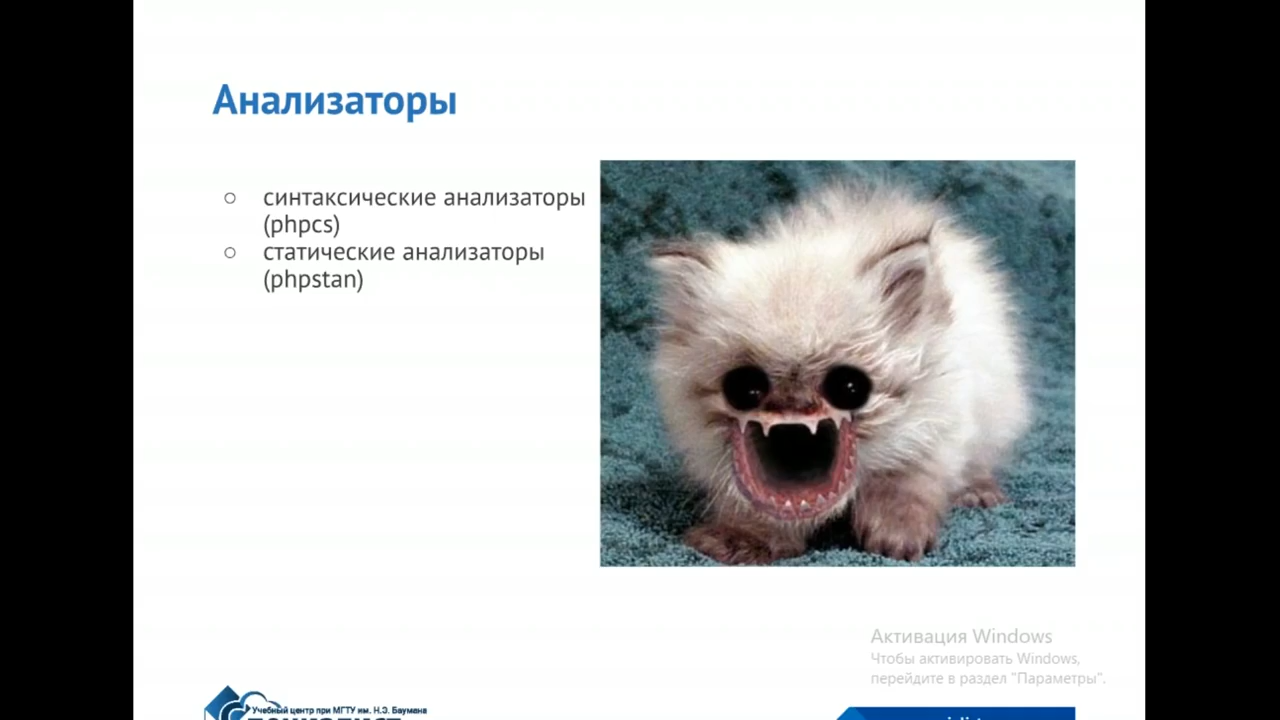 Анализаторы
○ синтаксические анализаторы
(phpcs)
○ статические анализаторы
(phpstan)
Активация Windows
Чтобы активировать Windows,
перейдите в раздел "Параметры".
Учебный центр при МГТУ им. Н.Э. Баумана